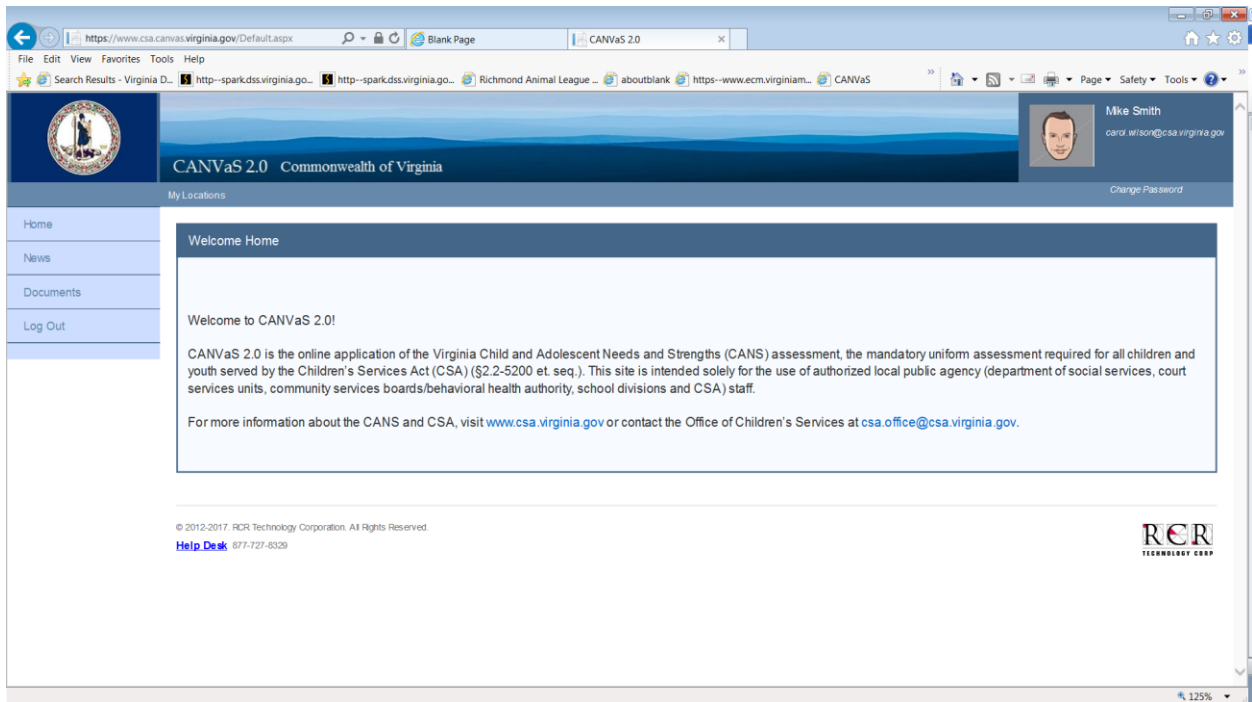 https://www.csa.canvas.virginia.gov/Default.aspx
Blank Page
CANVaS 2.0
File Edit View Favorites Tools Help
Search Results - Virginia D... http--spark.dss.virginia.go... http--spark.dss.virginia.go... Richmond Animal League ... aboutblank https--www.ecm.virginiam... CANVaS
Page Safety Tools
Mike Smith
carol.wilson@csa.virginia.gov
CANVaS 2.0 Commonwealth of Virginia
My Locations
Change Password
Home
News
Documents
Log Out
Welcome Home
Welcome to CANVaS 2.0!
CANVaS 2.0 is the online application of the Virginia Child and Adolescent Needs and Strengths (CANS) assessment, the mandatory uniform assessment required for all children and
youth served by the Children's Services Act (CSA) (§2.2-5200 et. seq.). This site is intended solely for the use of authorized local public agency (department of social services, court
services units, community services boards/behavioral health authority, school divisions and CSA) staff.
For more information about the CANS and CSA, visit www.csa.virginia.gov or contact the Office of Children's Services at csa.office@csa.virginia.gov.
© 2012-2017. RCR Technology Corporation. All Rights Reserved.
Help Desk 877-727-8329
RCR
TECHNOLOGY CORP
125%